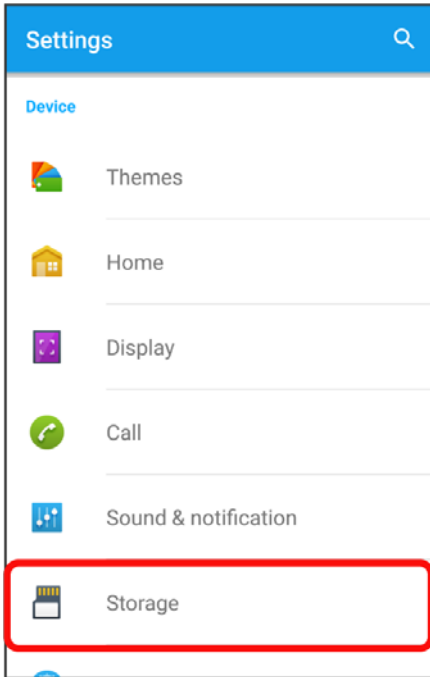 Settings
Device
Themes
Home
Display
Call
Sound & notification
Storage